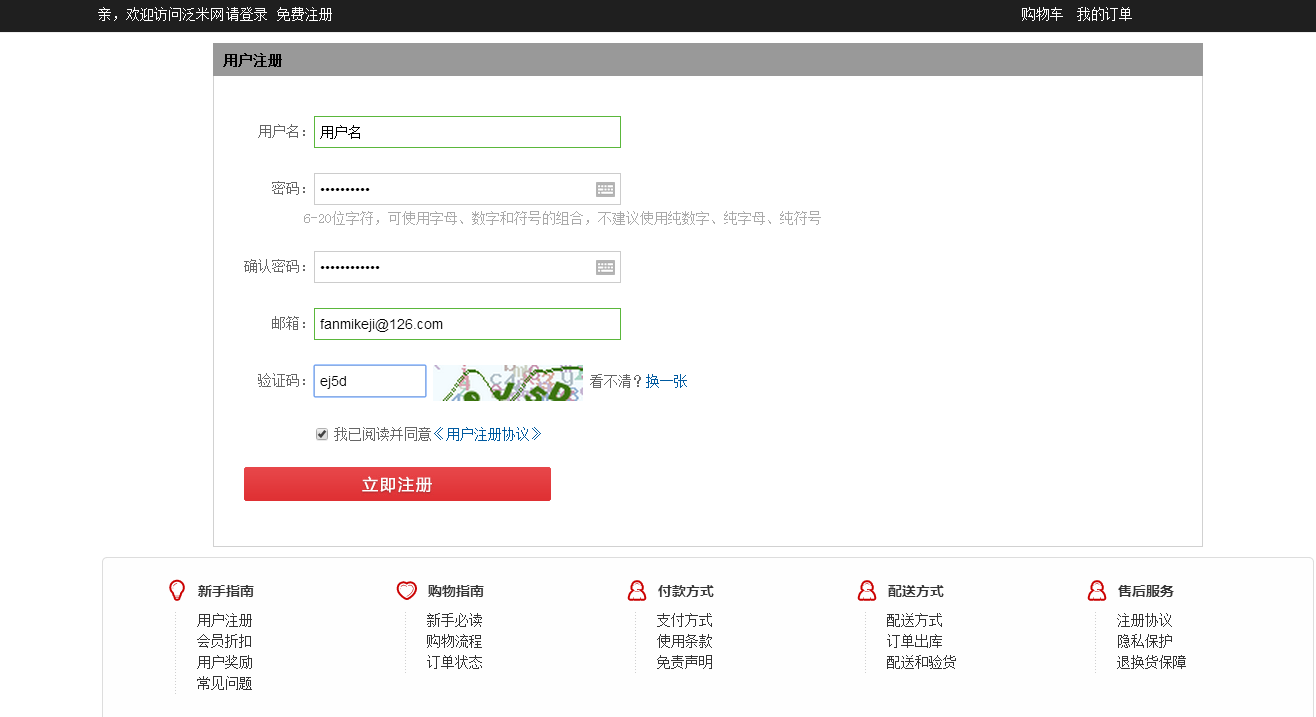 亲，欢迎访问泛米网请登录 免费注册 购物车 我的订单
用户注册
用户名： 用户名
密码： ••••••••••
6-20位字符，可使用字母、数字和符号的组合，不建议使用纯数字、纯字母、纯符号
确认密码： ••••••••••••
邮箱： fanmikeji@126.com
验证码： ej5d eJ5D 看不清？换一张
我已阅读并同意《用户注册协议》
立即注册
新手指南 购物指南 付款方式 配送方式 售后服务
用户注册 新手必读 支付方式 配送方式 注册协议
会员折扣 购物流程 使用条款 订单出库 隐私保护
用户奖励 订单状态 免责声明 配送和验货 退换货保障
常见问题